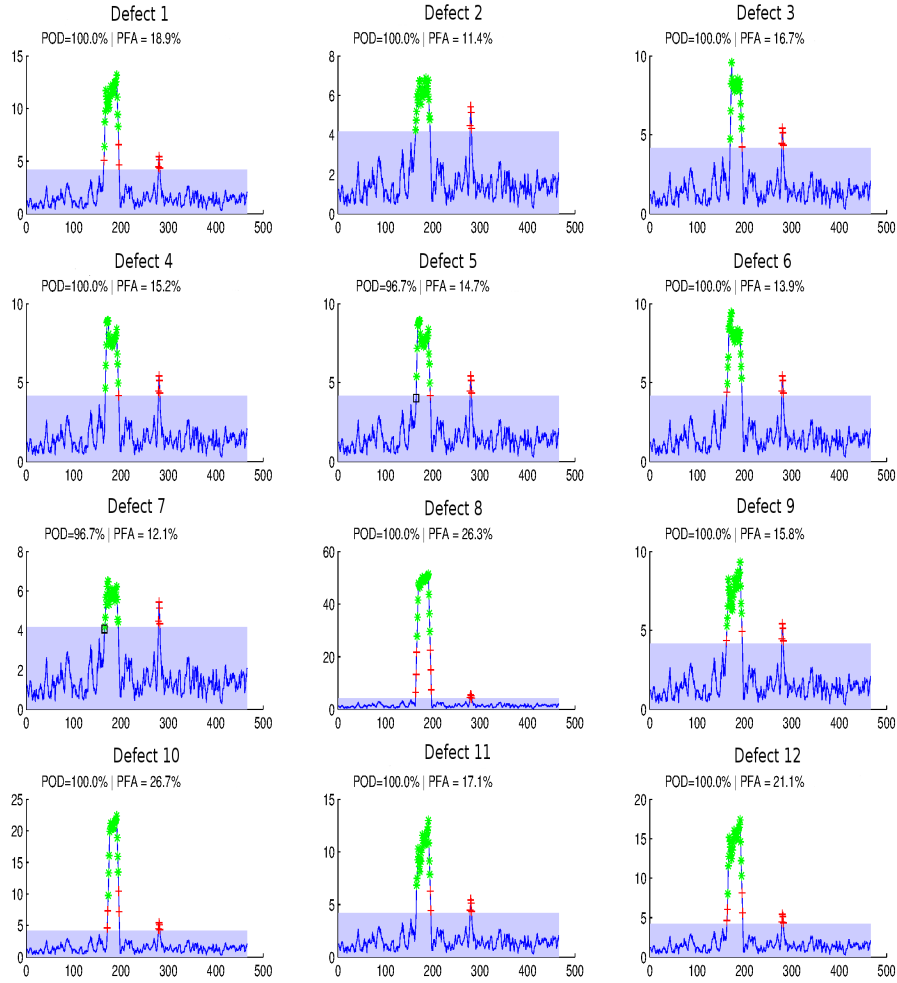 Defect 1
POD=100.0% | PFA = 18.9%
15
10
5
0
0 100 200 300 400 500
Defect 2
POD=100.0% | PFA = 11.4%
8
6
4
2
0
0 100 200 300 400 500
Defect 3
POD=100.0% | PFA = 16.7%
10
5
0
0 100 200 300 400 500
Defect 4
POD=100.0% | PFA = 15.2%
10
5
0
0 100 200 300 400 500
Defect 5
POD=96.7% | PFA = 14.7%
10
5
0
0 100 200 300 400 500
Defect 6
POD=100.0% | PFA = 13.9%
10
5
0
0 100 200 300 400 500
Defect 7
POD=96.7% | PFA = 12.1%
8
6
4
2
0
0 100 200 300 400 500
Defect 8
POD=100.0% | PFA = 26.3%
60
40
20
0
0 100 200 300 400 500
Defect 9
POD=100.0% | PFA = 15.8%
10
5
0
0 100 200 300 400 500
Defect 10
POD=100.0% | PFA = 26.7%
25
20
15
10
5
0
0 100 200 300 400 500
Defect 11
POD=100.0% | PFA = 17.1%
15
10
5
0
0 100 200 300 400 500
Defect 12
POD=100.0% | PFA = 21.1%
20
15
10
5
0
0 100 200 300 400 500